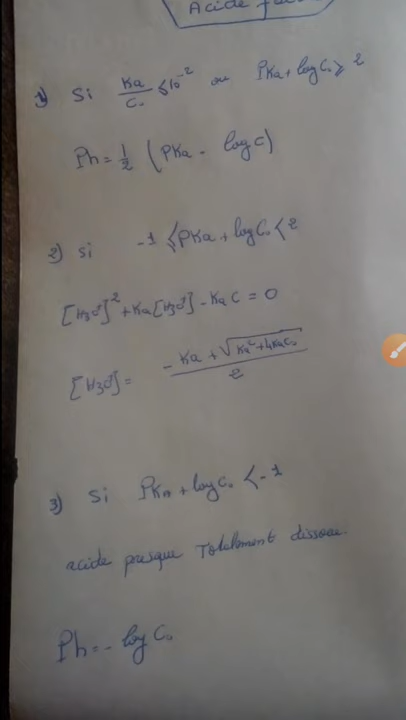 Acide
1) Si Ka/C₀ ≤ 10⁻² ou PKa + log C₀ ≥ 2
Ph = 1/2 (PKa - log C)
2) si -1 ≤ PKa + log C₀ < 2
[H3O⁺]² + Ka[H3O⁺] - Ka C = 0
[H3O⁺] = (-Ka + √(Ka² + 4KaC₀))/2
3) Si PKa + log C₀ < -1
acide presque Totalement dissocié.
Ph = - log C₀